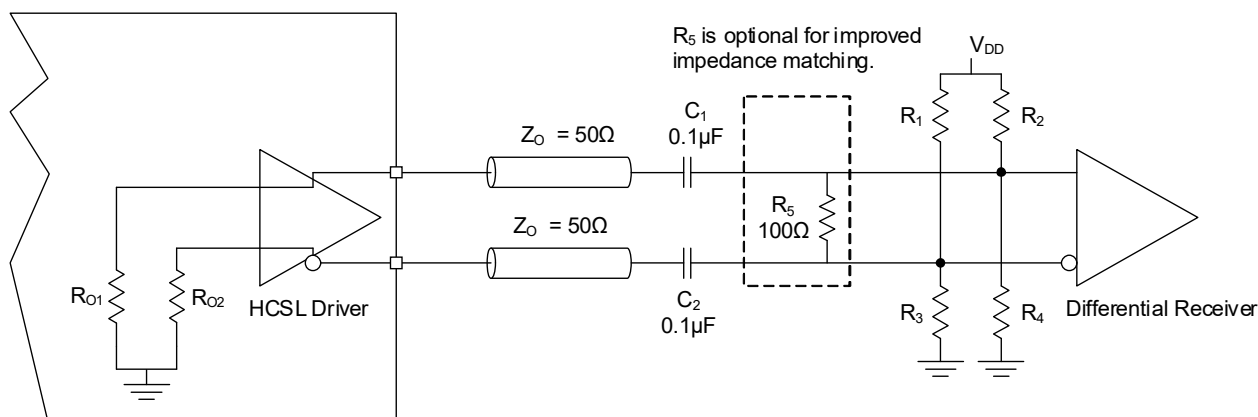 R5 is optional for improved
impedance matching.
VDD
C1
0.1µF
R1
R2
ZO = 50Ω
R5
100Ω
ZO = 50Ω
RO1
RO2
HCSL Driver
C2
0.1µF
R3
R4
Differential Receiver